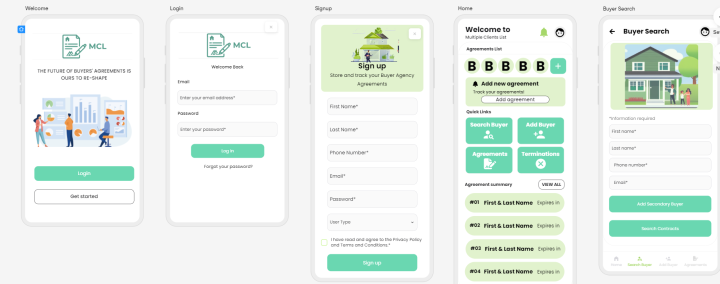 Welcome
MCL
THE FUTURE OF BUYERS' AGREEMENTS IS
OURS TO RE-SHAPE
Login
Get started
Login
MCL
Welcome Back
Email
Enter your email address*
Password
Enter your password*
Log In
Forgot your password?
Signup
Sign up
Store and track your Buyer Agency
Agreements
First Name*
Last Name*
Phone Number*
Email*
Password*
User Type
I have read and agree to the Privacy Policy
and Terms and Conditions.*
Sign up
Home
Welcome to
Multiple Clients List
Agreements List
B B B B +
Add new agreement
Track your agreements!
Add agreement
Quick Links
Search Buyer
Add Buyer
Agreements
Terminations
Agreement summary
VIEW ALL
#01 First & Last Name Expires in
#02 First & Last Name Expires in
#03 First & Last Name Expires in
#04 First & Last Name Expires in
Buyer Search
Buyer Search
*Information required
First name*
Last name*
Phone number*
Email*
Add Secondary Buyer
Search Contracts
Home
Search Buyer
Add Buyer
Agreements
Se
N